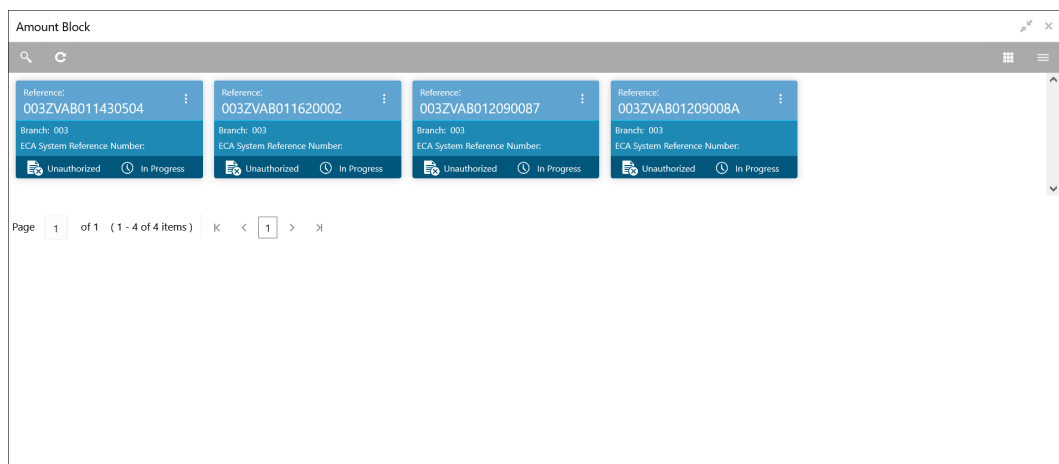 Amount Block
Reference:
003ZVAB011430504
Branch: 003
ECA System Reference Number:
Unauthorized In Progress
Reference:
003ZVAB011620002
Branch: 003
ECA System Reference Number:
Unauthorized In Progress
Reference:
003ZVAB012090087
Branch: 003
ECA System Reference Number:
Unauthorized In Progress
Reference:
003ZVAB01209008A
Branch: 003
ECA System Reference Number:
Unauthorized In Progress
Page 1 of 1 ( 1 - 4 of 4 items ) 1